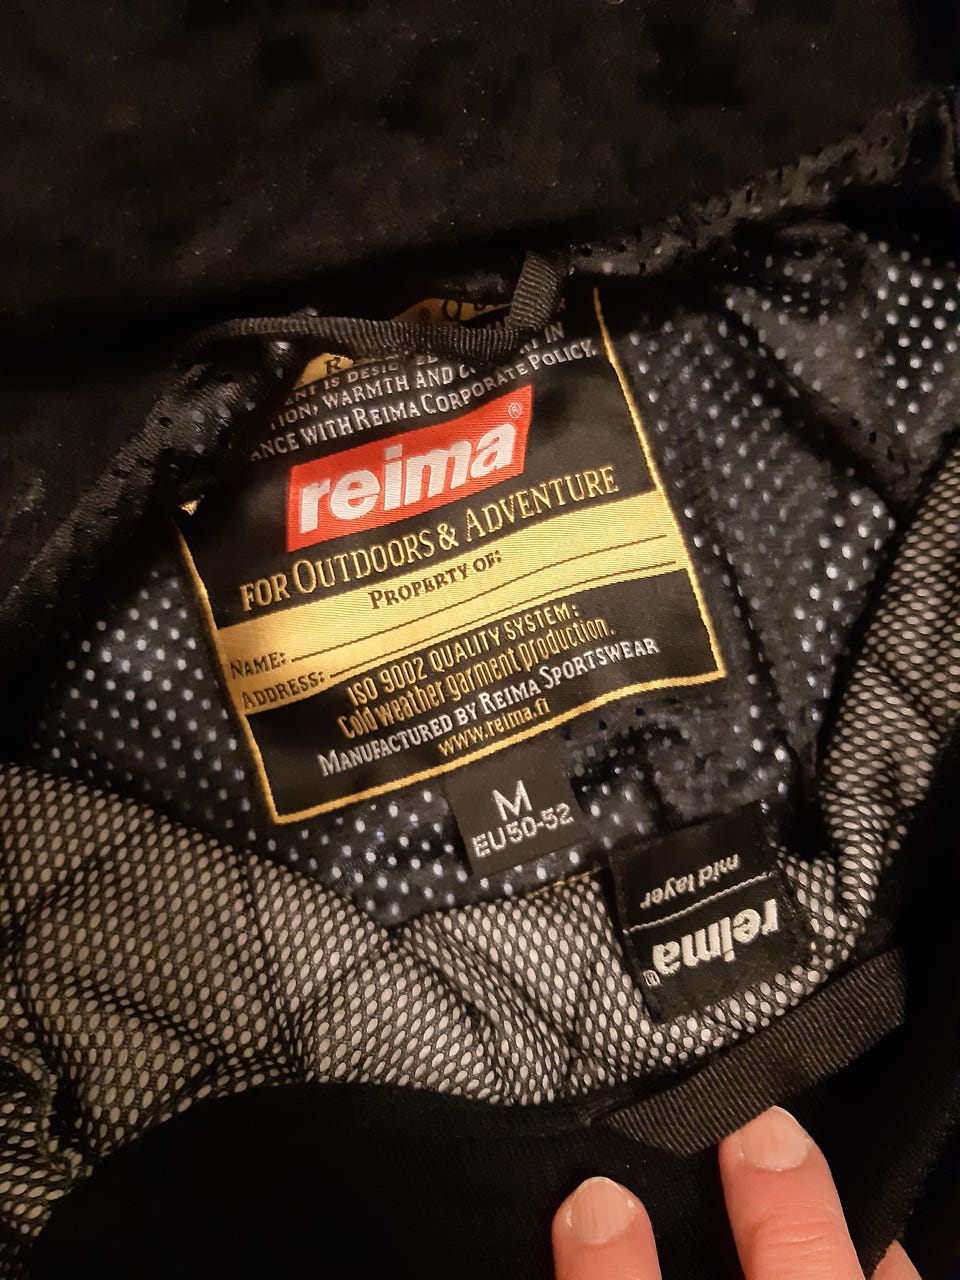 WARMTH AND
WITH REIMA CORPORATE POLICY.
reima®
FOR OUTDOORS & ADVENTURE
PROPERTY OF:
NAME:
ADDRESS:
ISO 9002 QUALITY SYSTEM:
Cold weather garment production.
MANUFACTURED BY REIMA SPORTSWEAR
www.reima.fi
M
EU50-52
reima®
mid layer